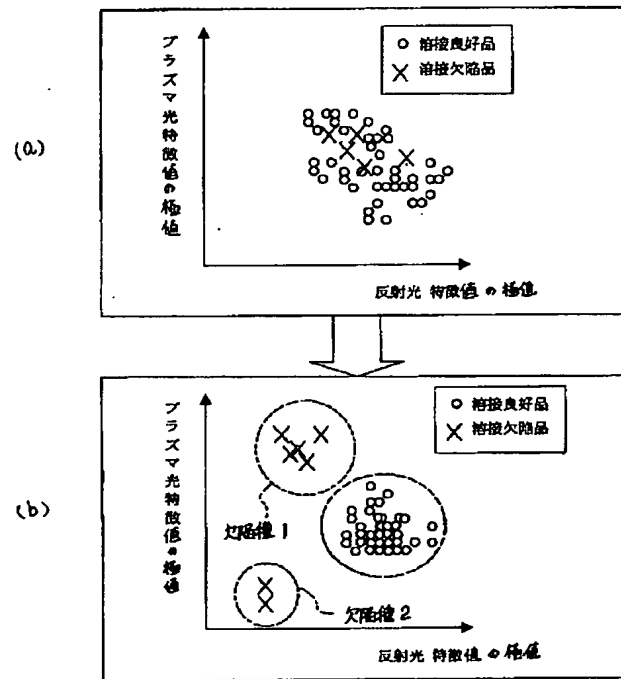 (a)
プラズマ光特徴値の極値
○ 溶接良好品
× 溶接欠陥品
反射光 特徴値 の 極値
(b)
プラズマ光特徴値の極値
○ 溶接良好品
× 溶接欠陥品
欠陥種1
欠陥種2
反射光 特徴値 の 極値